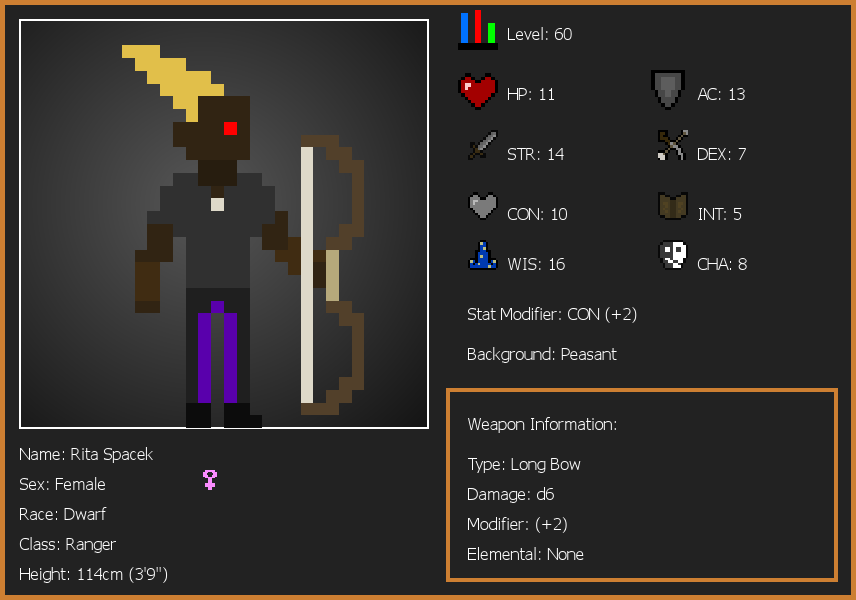 Level: 60
HP: 11
AC: 13
STR: 14
DEX: 7
CON: 10
INT: 5
WIS: 16
CHA: 8
Stat Modifier: CON (+2)
Background: Peasant
Weapon Information:
Type: Long Bow
Damage: d6
Modifier: (+2)
Elemental: None
Name: Rita Spacek
Sex: Female
Race: Dwarf
Class: Ranger
Height: 114cm (3'9")